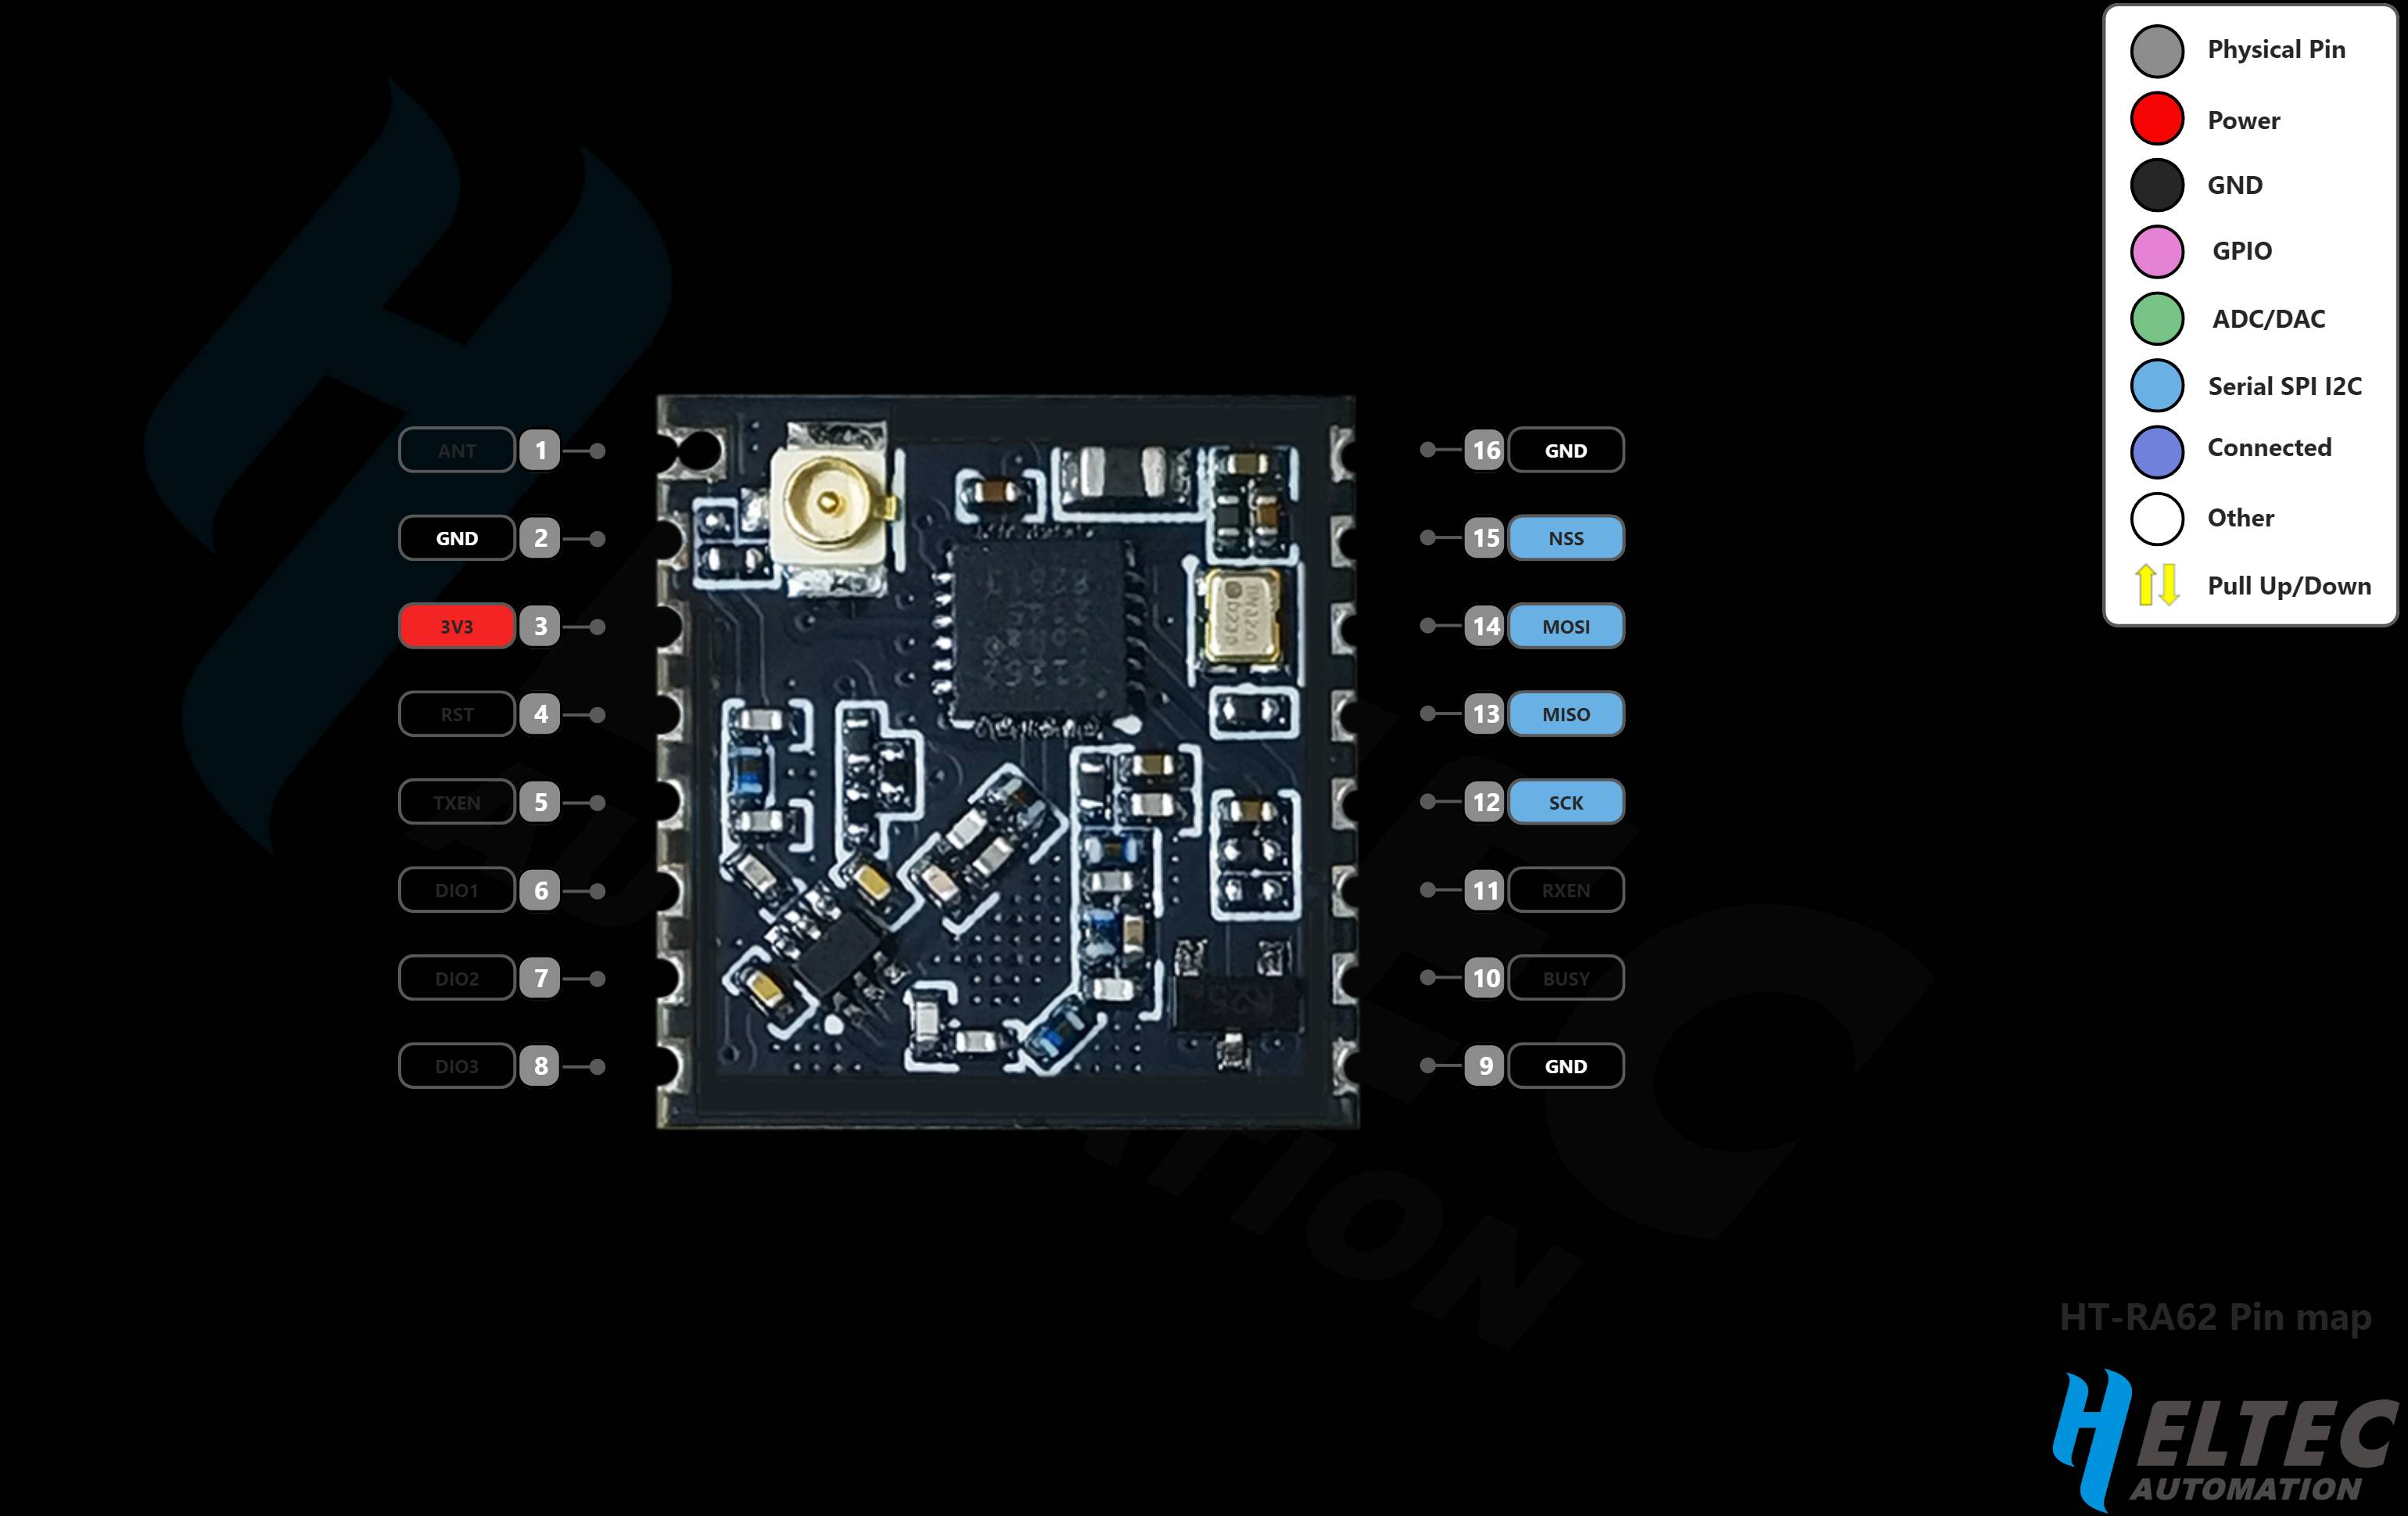 Physical Pin
Power
GND
GPIO
ADC/DAC
Serial SPI I2C
Connected
Other
Pull Up/Down
ANT 1
GND 2
3V3 3
RST 4
TXEN 5
DIO1 6
DIO2 7
DIO3 8
16 GND
15 NSS
14 MOSI
13 MISO
12 SCK
11 RXEN
10 BUSY
9 GND
HT-RA62 Pin map
HELTEC
AUTOMATION